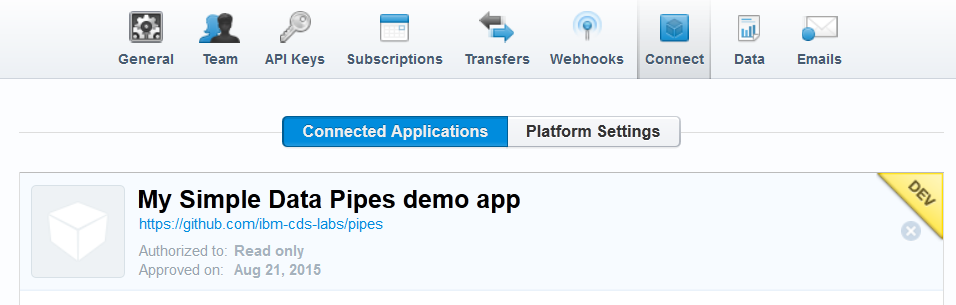 General Team API Keys Subscriptions Transfers Webhooks Connect Data Emails
Connected Applications Platform Settings
My Simple Data Pipes demo app
DEV
https://github.com/ibm-cds-labs/pipes
Authorized to: Read only
Approved on: Aug 21, 2015